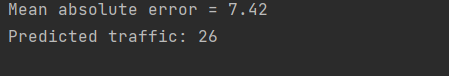 Mean absolute error = 7.42
Predicted traffic: 26